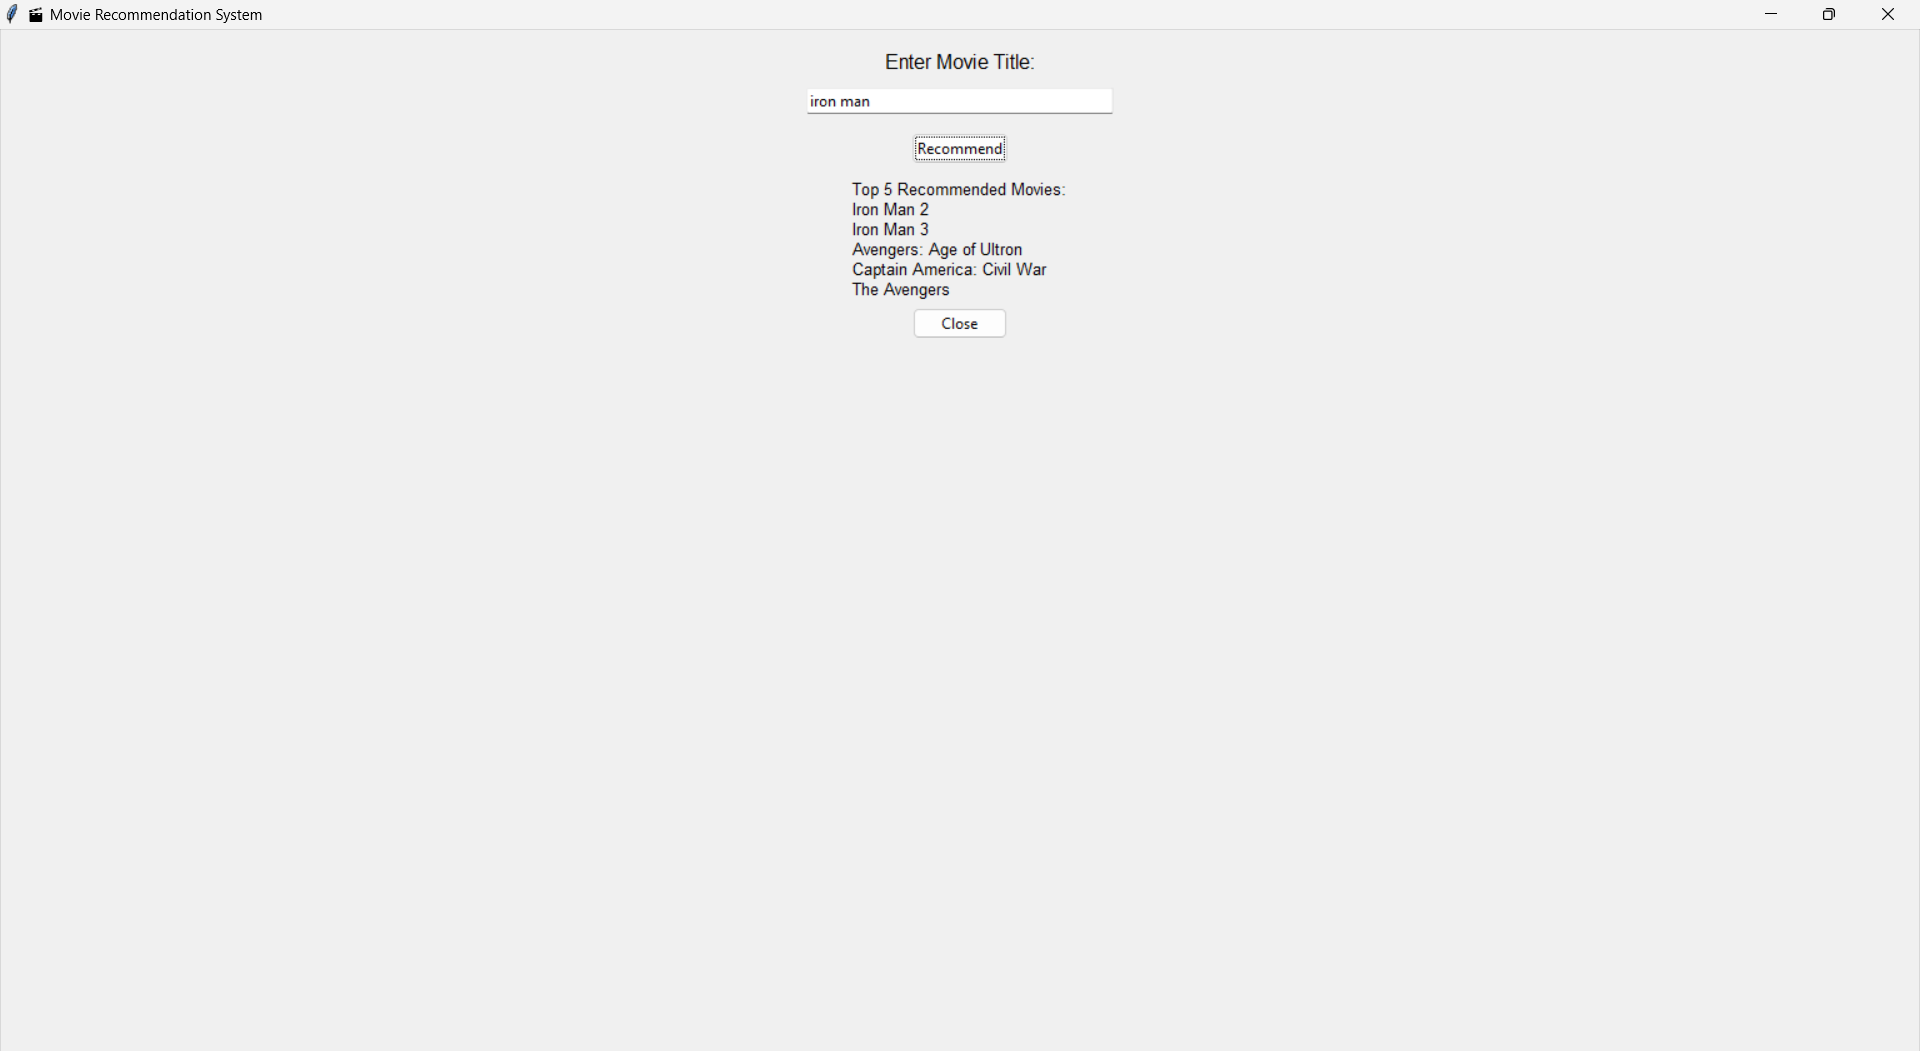 🎬 Movie Recommendation System
Enter Movie Title:
iron man
Recommend
Top 5 Recommended Movies:
Iron Man 2
Iron Man 3
Avengers: Age of Ultron
Captain America: Civil War
The Avengers
Close